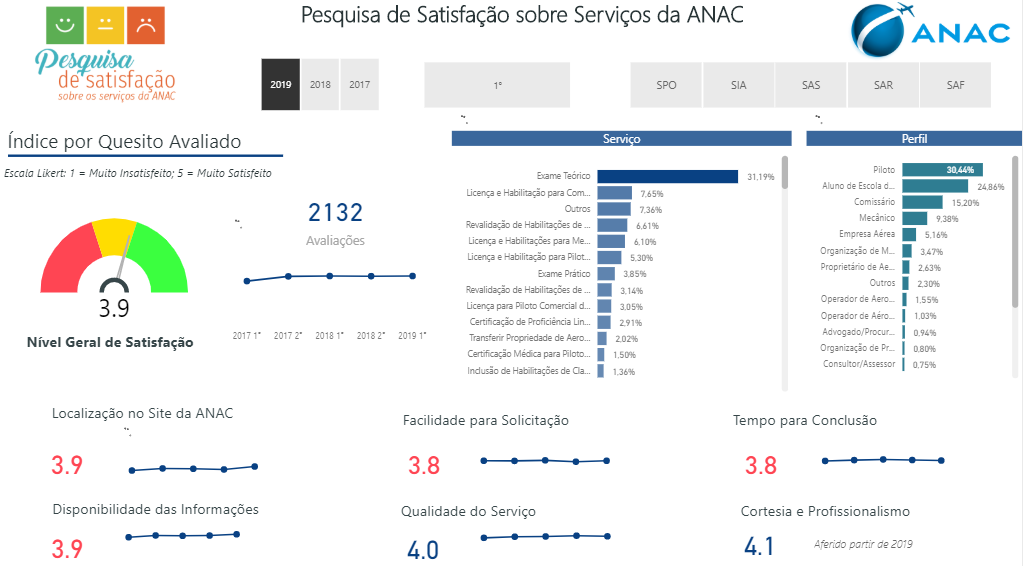 Pesquisa de Satisfação sobre Serviços da ANAC
Pesquisa
de satisfação
sobre os serviços da ANAC
ANAC
2019
2018
2017
1°
SPO
SIA
SAS
SAR
SAF
Índice por Quesito Avaliado
Escala Likert: 1 = Muito Insatisfeito; 5 = Muito Satisfeito
3.9
Nível Geral de Satisfação
2132
Avaliações
2017 1° 2017 2° 2018 1° 2018 2° 2019 1°
Serviço
Exame Teórico 31,19%
Licença e Habilitação para Com... 7,65%
Outros 7,36%
Revalidação de Habilitações de ... 6,61%
Licença e Habilitações para Me... 6,10%
Licença e Habilitação para Pilot... 5,30%
Exame Prático 3,85%
Revalidação de Habilitações de ... 3,14%
Licença para Piloto Comercial d... 3,05%
Certificação de Proficiência Lin... 2,91%
Transferir Propriedade de Aero... 2,02%
Certificação Médica para Piloto... 1,50%
Inclusão de Habilitações de Cla... 1,36%
Perfil
Piloto 30,44%
Aluno de Escola d... 24,86%
Comissário 15,20%
Mecânico 9,38%
Empresa Aérea 5,16%
Organização de M... 3,47%
Proprietário de Ae... 2,63%
Outros 2,30%
Operador de Aero... 1,55%
Operador de Aéro... 1,03%
Advogado/Procur... 0,94%
Organização de Pr... 0,80%
Consultor/Assessor 0,75%
Localização no Site da ANAC
3.9
Facilidade para Solicitação
3.8
Tempo para Conclusão
3.8
Disponibilidade das Informações
3.9
Qualidade do Serviço
4.0
Cortesia e Profissionalismo
4.1
Aferido partir de 2019